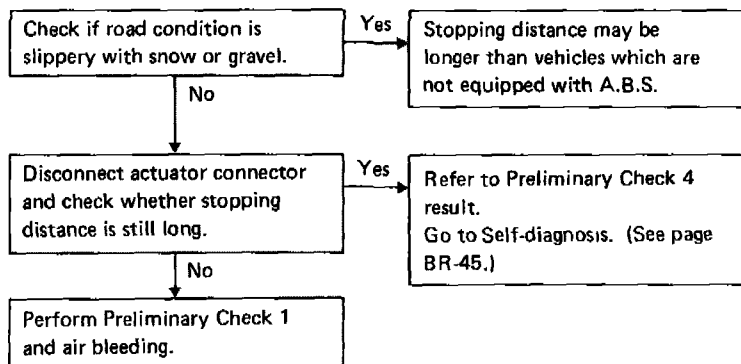 Check if road condition is
slippery with snow or gravel.
Yes
Stopping distance may be
longer than vehicles which are
not equipped with A.B.S.
No
Disconnect actuator connector
and check whether stopping
distance is still long.
Yes
Refer to Preliminary Check 4
result.
Go to Self-diagnosis. (See page
BR-45.)
No
Perform Preliminary Check 1
and air bleeding.